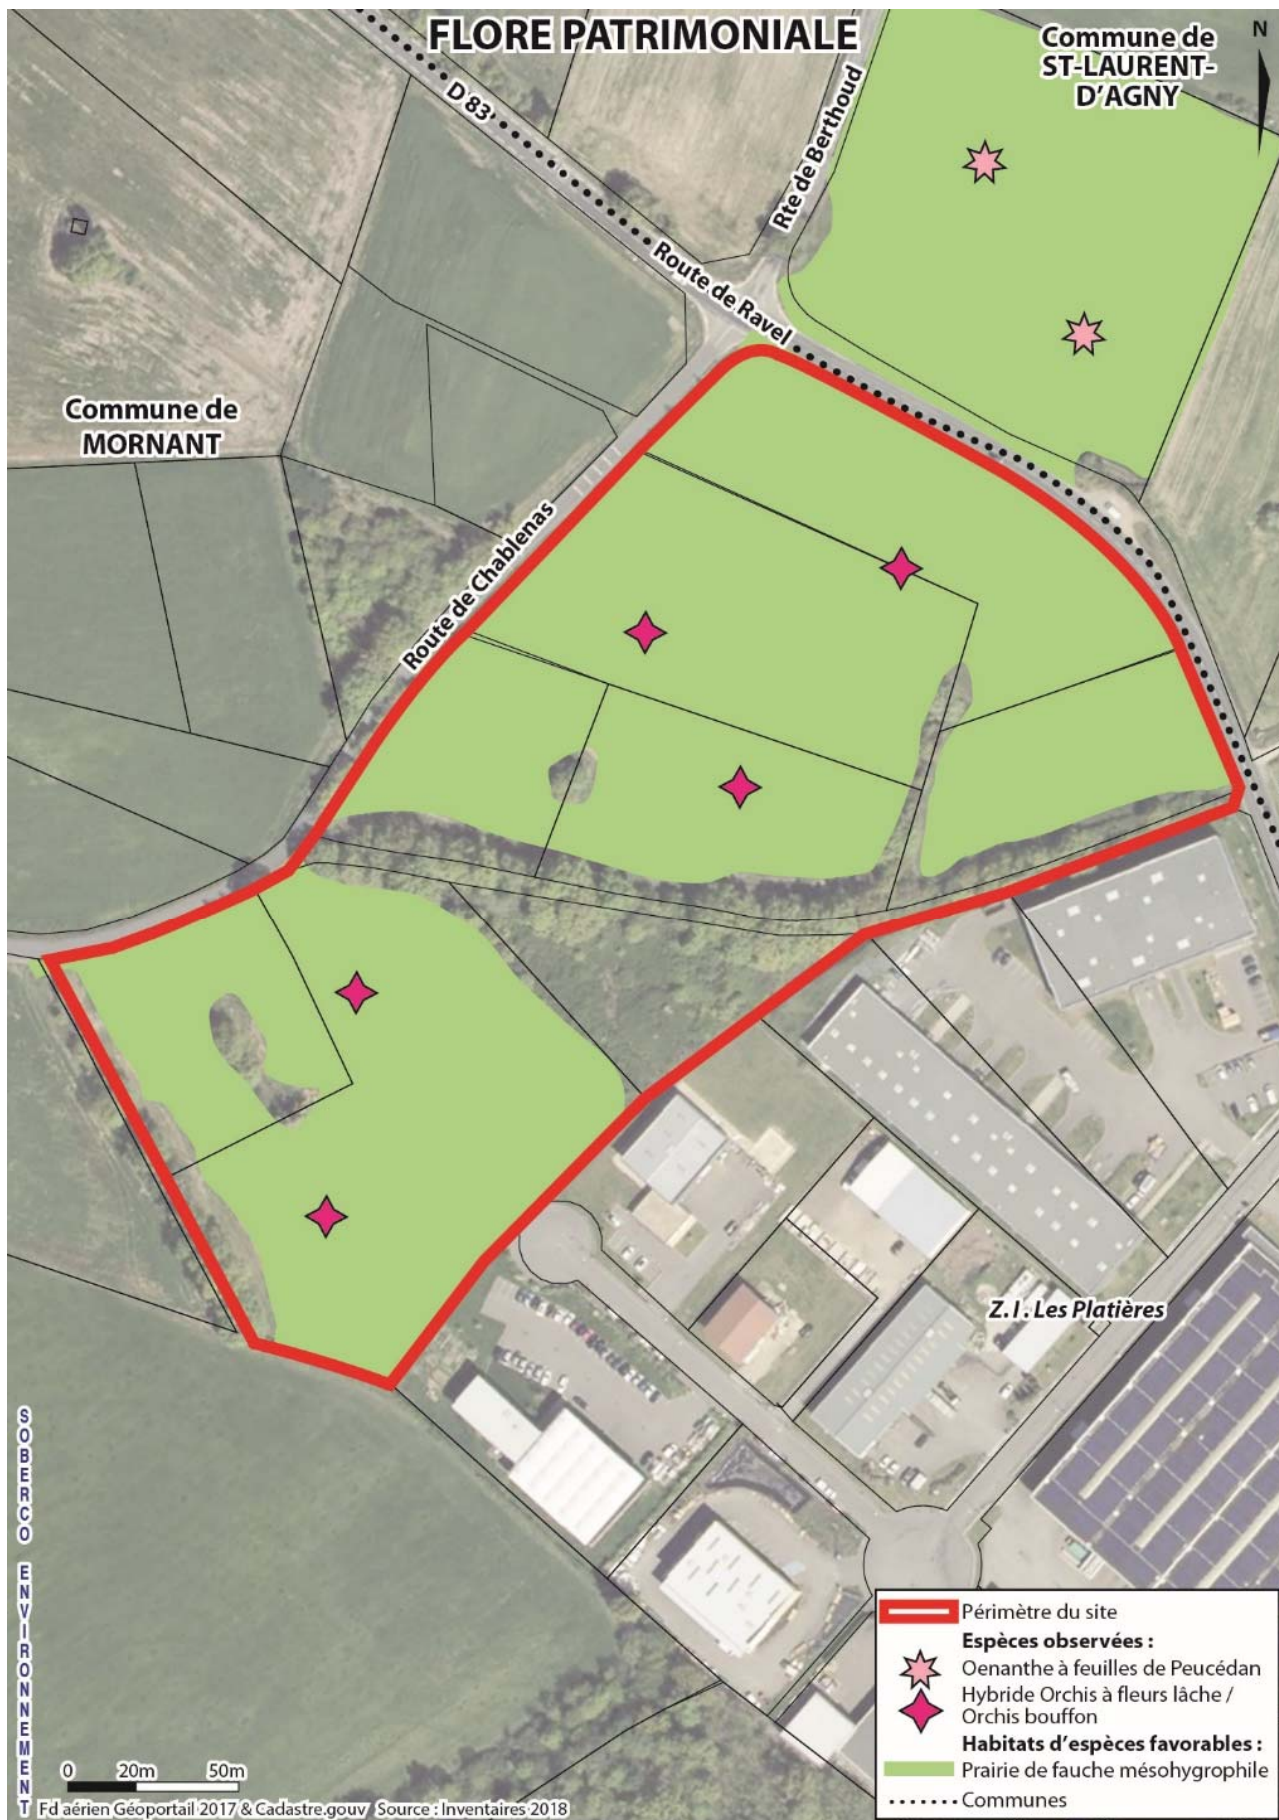 FLORE PATRIMONIALE
Commune de
ST-LAURENT-
D'AGNY
N
D 83
Rte de Berthoud
Route de Ravel
Commune de
MORNANT
Route de Chablenas
Z.I. Les Platières
SOBERCO ENVIRONNEMENT
Périmètre du site
Espèces observées :
Oenanthe à feuilles de Peucédan
Hybride Orchis à fleurs lâche /
Orchis bouffon
Habitats d'espèces favorables :
Prairie de fauche mésohygrophile
Communes
0 20m 50m
Fd aérien Géoportail 2017 & Cadastre.gouv Source : Inventaires 2018